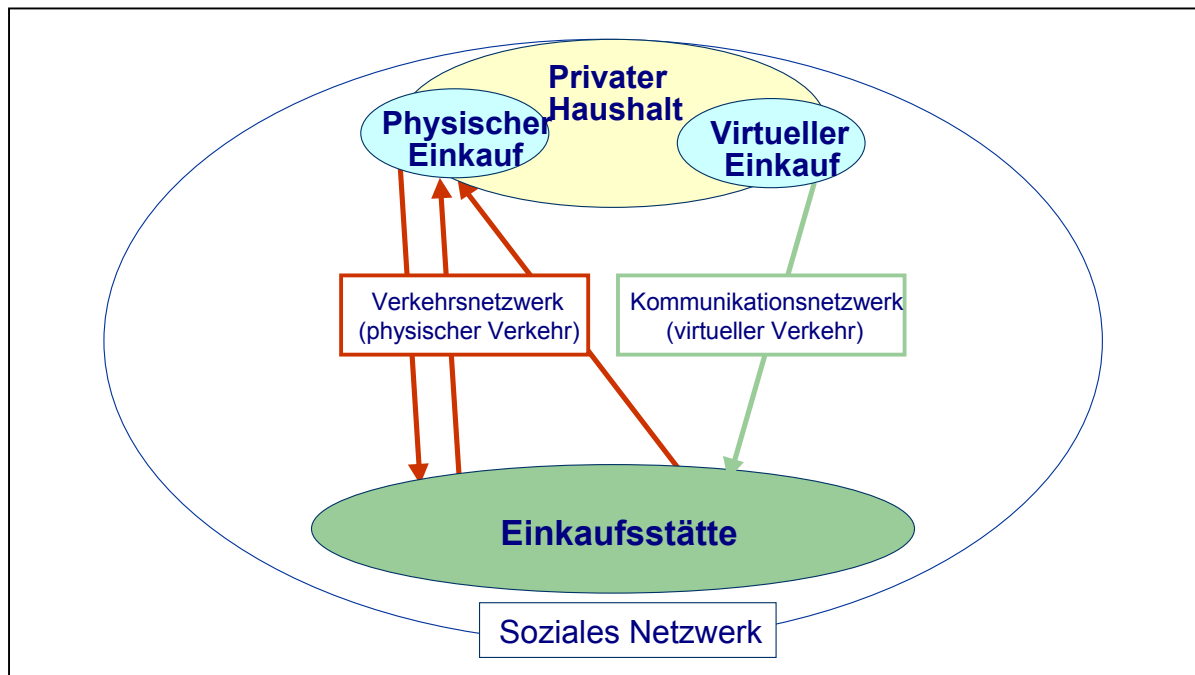 Privater
Haushalt
Physischer
Einkauf
Virtueller
Einkauf
Verkehrsnetzwerk
(physischer Verkehr)
Kommunikationsnetzwerk
(virtueller Verkehr)
Einkaufsstätte
Soziales Netzwerk